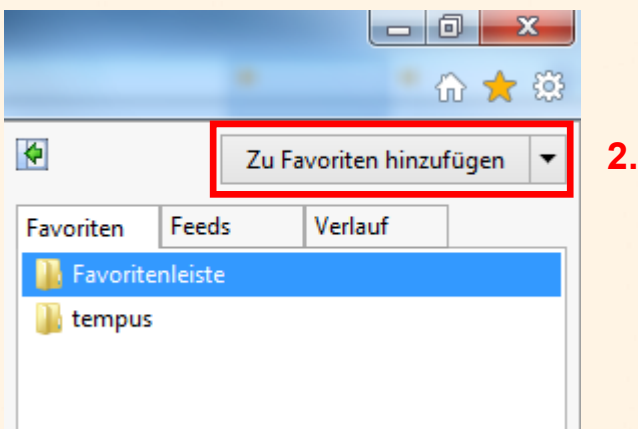 Zu Favoriten hinzufügen
2.
Favoriten Feeds Verlauf
Favoritenleiste
tempus